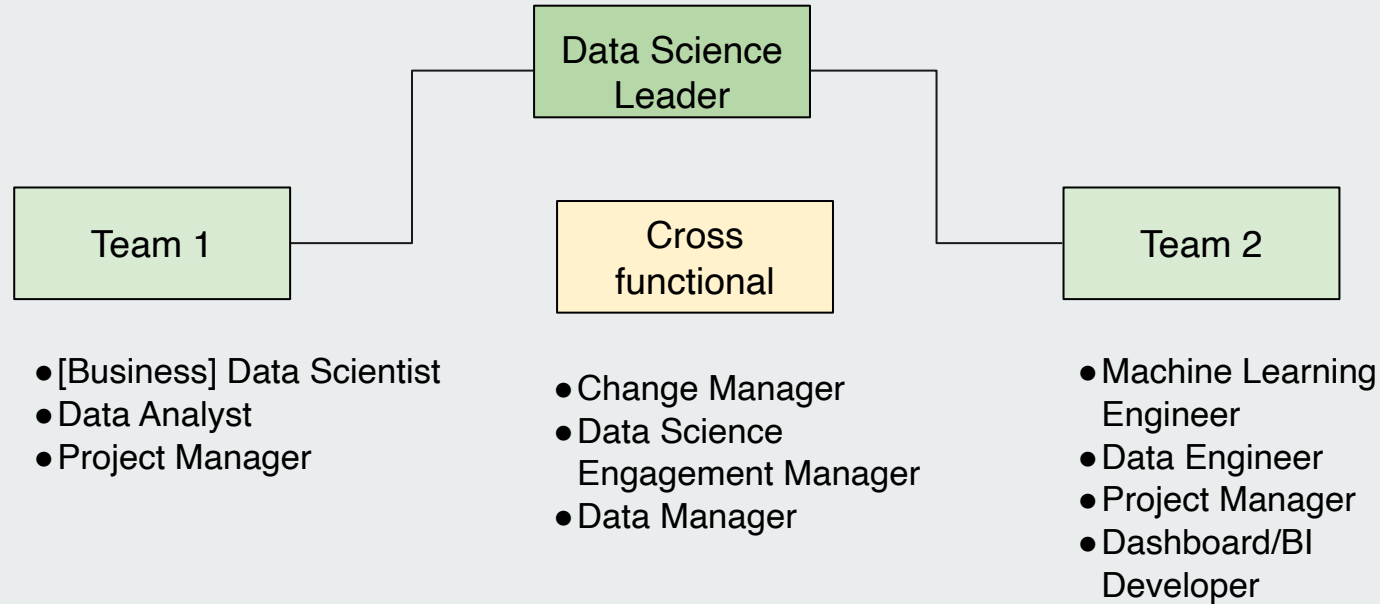 Data Science
Leader
Team 1
Cross
functional
Team 2
●[Business] Data Scientist
●Data Analyst
●Project Manager
●Change Manager
●Data Science
Engagement Manager
●Data Manager
●Machine Learning
Engineer
●Data Engineer
●Project Manager
●Dashboard/BI
Developer